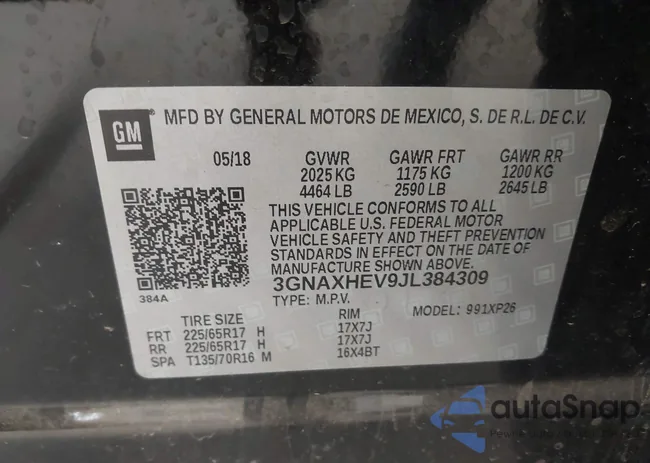 GM
MFD BY GENERAL MOTORS DE MEXICO, S. DE R.L. DE C.V.
05/18 GVWR GAWR FRT GAWR RR
2025 KG 1175 KG 1200 KG
4464 LB 2590 LB 2645 LB
THIS VEHICLE CONFORMS TO ALL
APPLICABLE U.S. FEDERAL MOTOR
VEHICLE SAFETY AND THEFT PREVENTION
STANDARDS IN EFFECT ON THE DATE OF
MANUFACTURE SHOWN ABOVE.
384A
3GNAXHEV9JL384309
TYPE: M.P.V. MODEL: 991XP26
TIRE SIZE RIM
FRT 225/65R17 H 17X7J
RR 225/65R17 H 17X7J
SPA T135/70R16 M 16X4BT
autaSnap